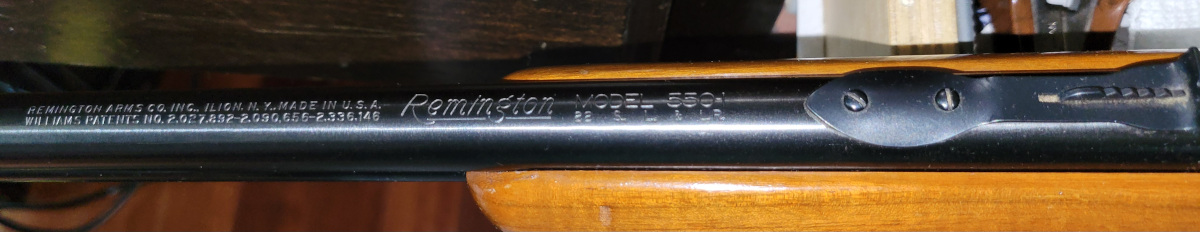 REMINGTON ARMS CO. INC. ILION. N. Y. MADE IN U.S.A.
WILLIAMS PATENTS NO. 2.027.892-2.090.656-2.336.146
Remington
MODEL 550-1
22 S. L.